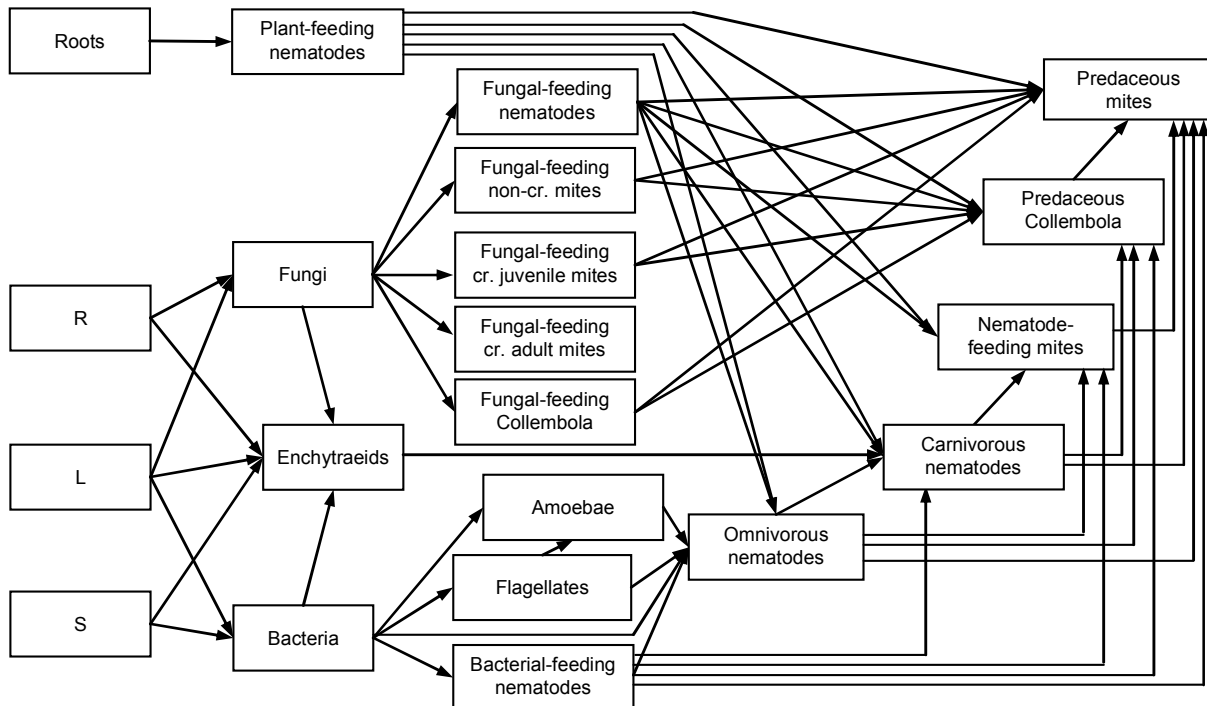 Roots
Plant-feeding
nematodes
Predaceous
mites
Fungal-feeding
nematodes
Fungal-feeding
non-cr. mites
Predaceous
Collembola
Fungi
Fungal-feeding
cr. juvenile mites
R
Fungal-feeding
cr. adult mites
Nematode-
feeding mites
Fungal-feeding
Collembola
L
Enchytraeids
Carnivorous
nematodes
Amoebae
Omnivorous
nematodes
Flagellates
S
Bacteria
Bacterial-feeding
nematodes